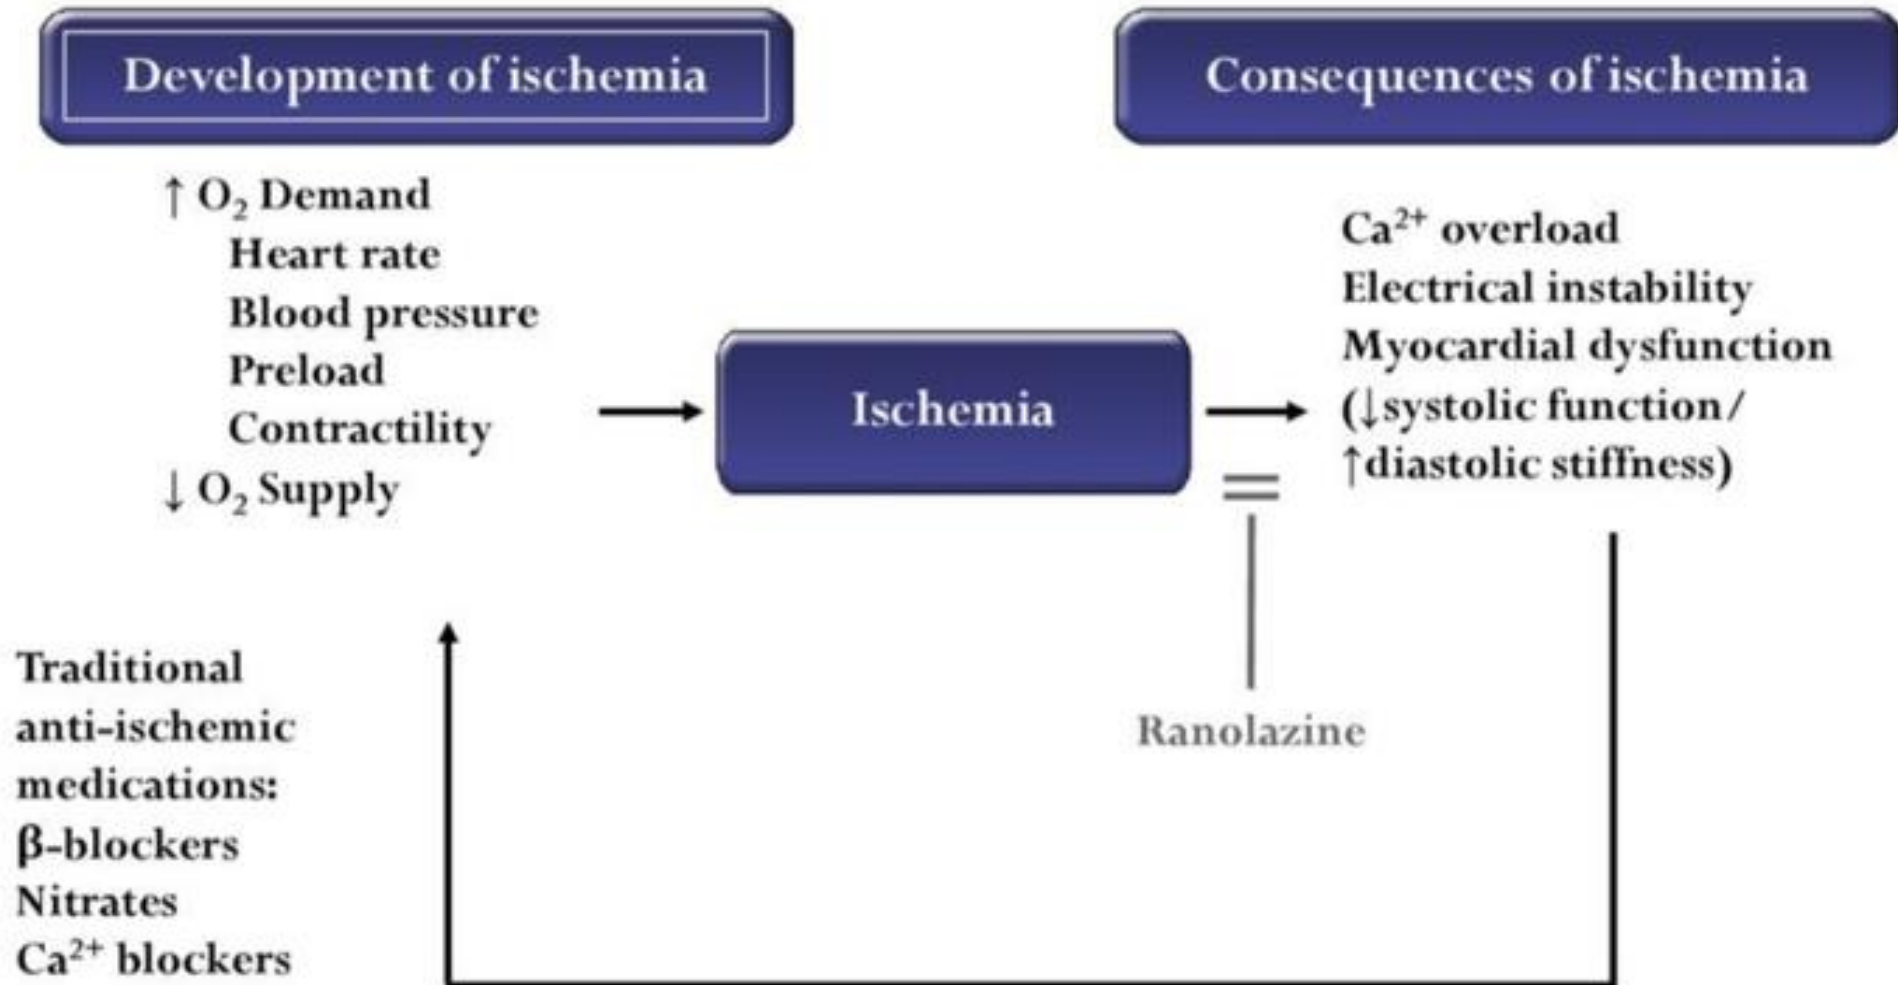 Development of ischemia
Consequences of ischemia
↑ O₂ Demand
Heart rate
Blood pressure
Preload
Contractility
↓ O₂ Supply
Ischemia
Ca²⁺ overload
Electrical instability
Myocardial dysfunction
(↓systolic function/
↑diastolic stiffness)
Traditional
anti-ischemic
medications:
β-blockers
Nitrates
Ca²⁺ blockers
Ranolazine